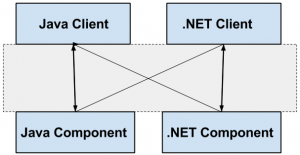 Java Client
.NET Client
Java Component
.NET Component